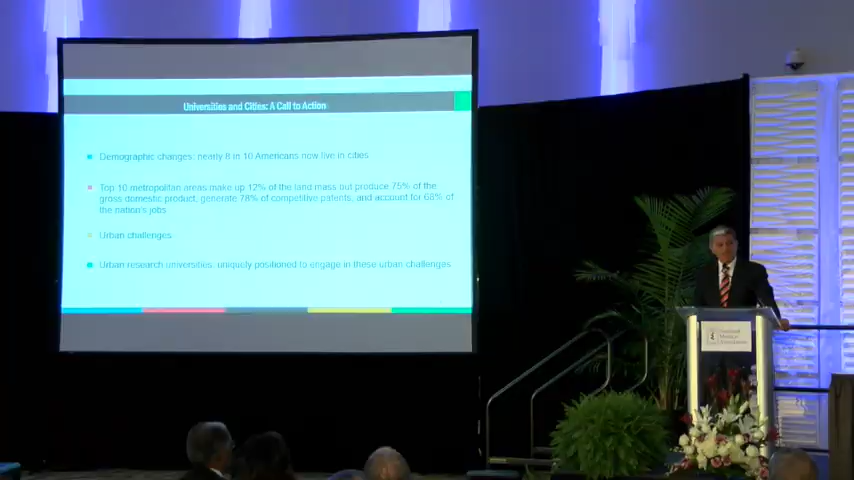 Universities and Cities: A Call to Action
Demographic changes: nearly 8 in 10 Americans now live in cities
Top 10 metropolitan areas make up 12% of the land mass but produce 75% of the
gross domestic product, generate 78% of competitive patents, and account for 68% of
the nation's jobs
Urban challenges
Urban research universities: uniquely positioned to engage in these urban challenges